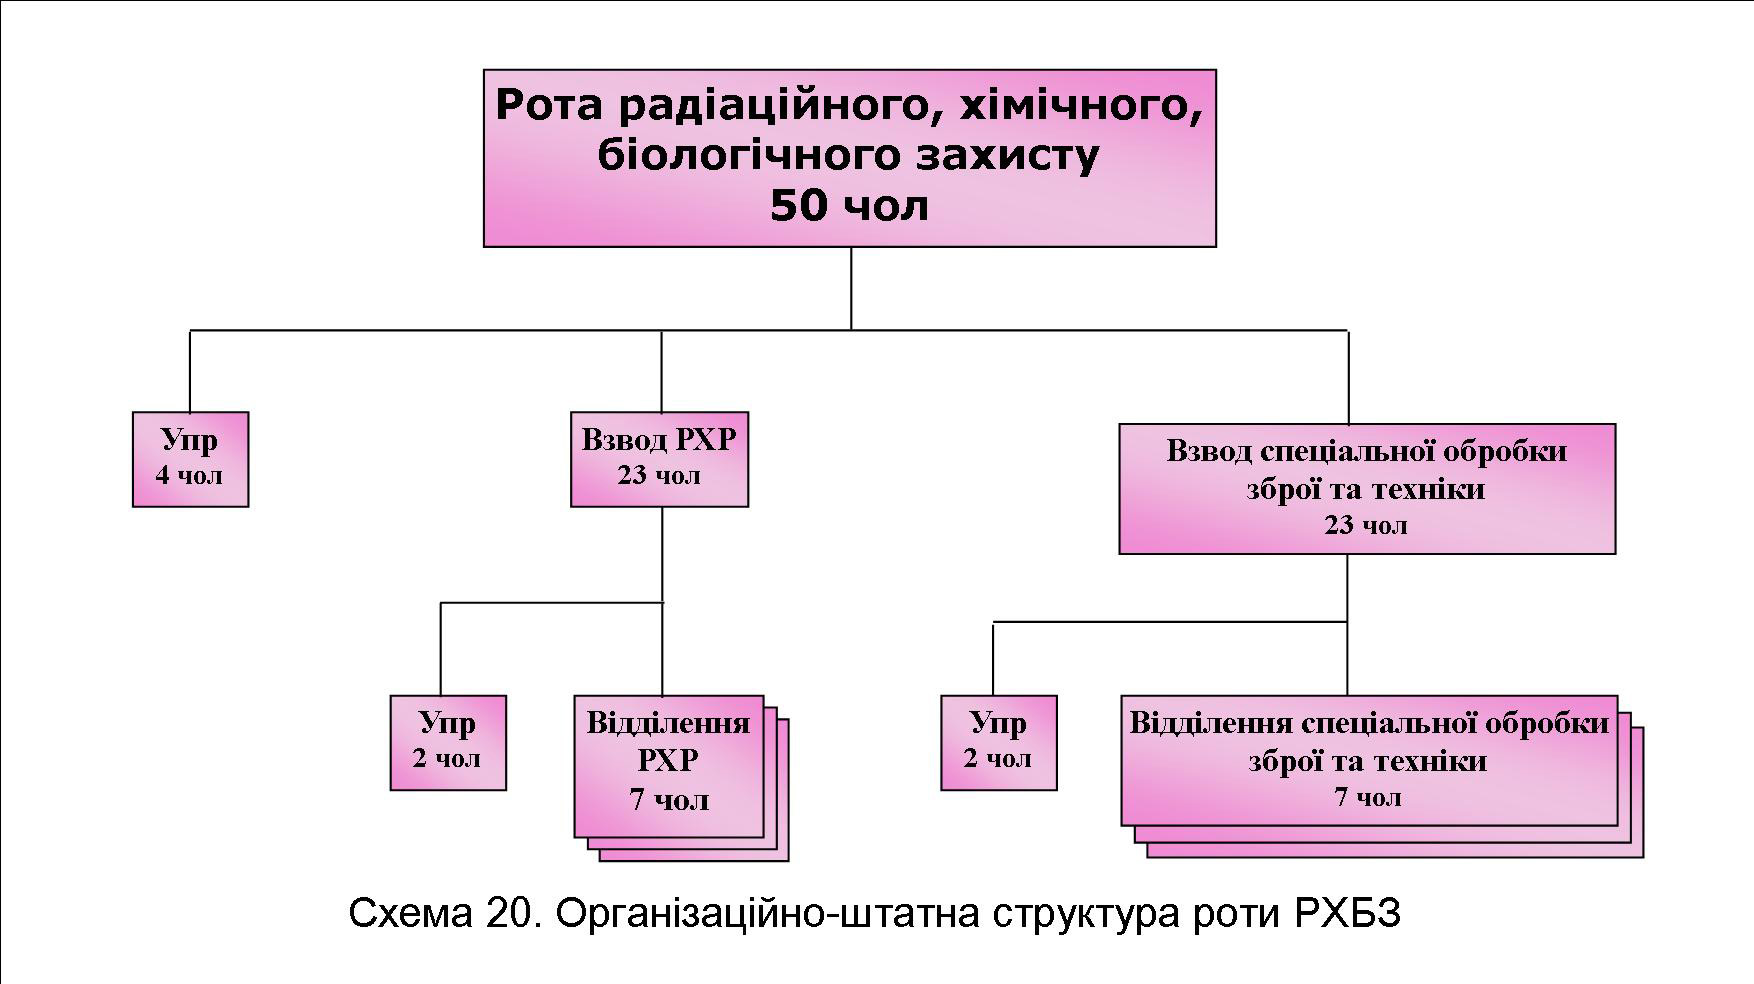 Рота радіаційного, хімічного,
біологічного захисту
50 чол
Упр
4 чол
Взвод РХР
23 чол
Взвод спеціальної обробки
зброї та техніки
23 чол
Упр
2 чол
Відділення
РХР
7 чол
Упр
2 чол
Відділення спеціальної обробки
зброї та техніки
7 чол
Схема 20. Організаційно-штатна структура роти РХБЗ